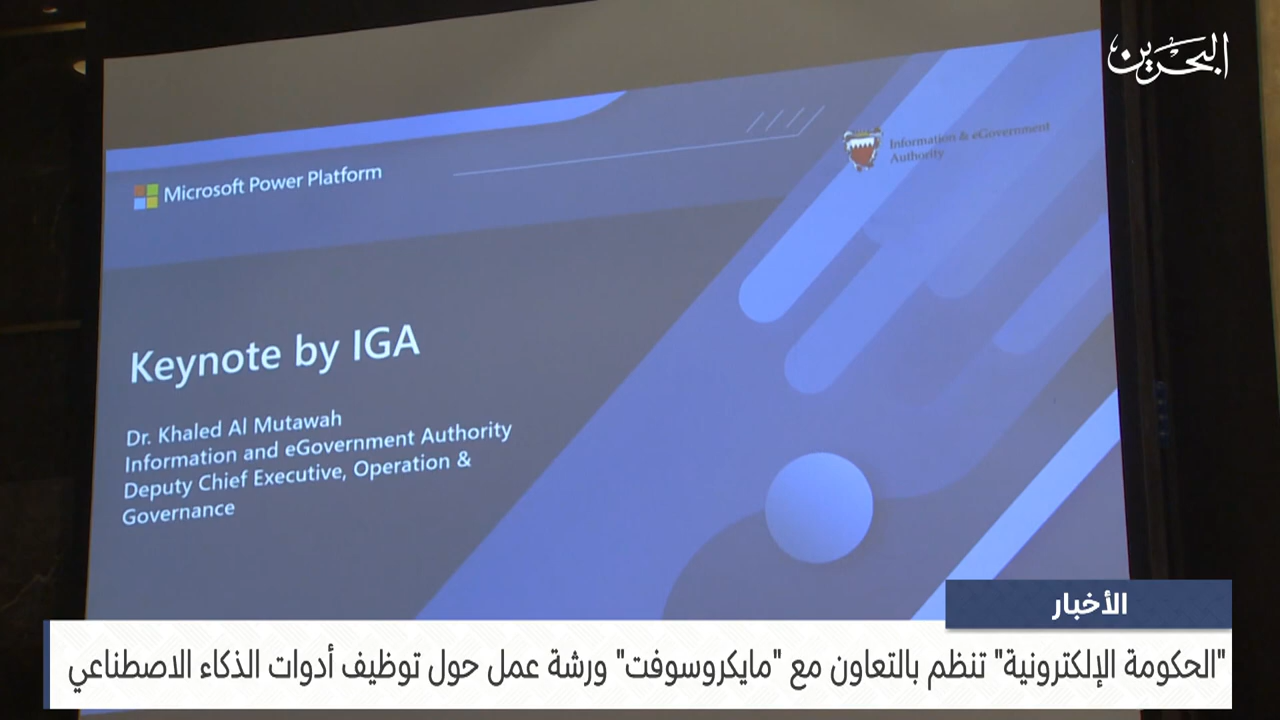 البحرين
Microsoft Power Platform
Information & eGovernment
Authority
Keynote by IGA
Dr. Khaled Al Mutawah
Information and eGovernment Authority
Deputy Chief Executive, Operation &
Governance
الأخبار
"الحكومة الإلكترونية" تنظم بالتعاون مع "مايكروسوفت" ورشة عمل حول توظيف أدوات الذكاء الاصطناعي